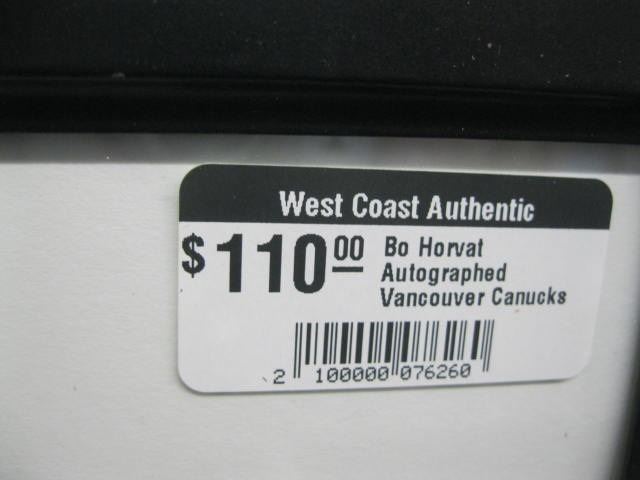 West Coast Authentic
$110.00
Bo Horvat
Autographed
Vancouver Canucks
2 100000 076260